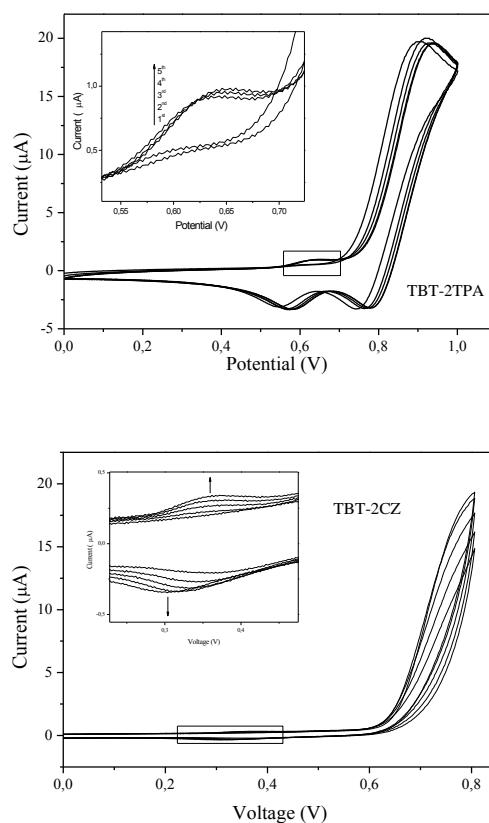 20
15
10
5
0
-5
Current (μA)
0,0 0,2 0,4 0,6 0,8 1,0
Potential (V)
TBT-2TPA
1,0
0,5
Current ( μA)
5th
4th
3rd
2nd
1st
0,55 0,60 0,65 0,70
Potential (V)
20
15
10
5
0
Current (μA)
0,0 0,2 0,4 0,6 0,8
Voltage (V)
TBT-2CZ
0,5
0,0
-0,5
Current ( μA)
0,3 0,4
Voltage (V)